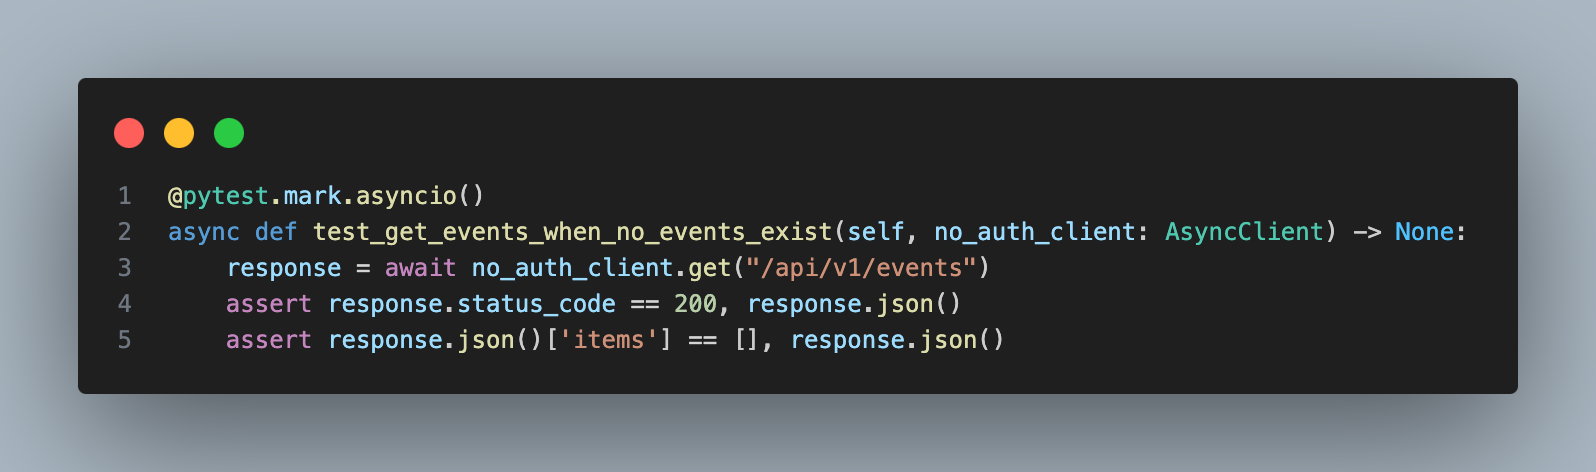 1 @pytest.mark.asyncio()
2 async def test_get_events_when_no_events_exist(self, no_auth_client: AsyncClient) -> None:
3     response = await no_auth_client.get("/api/v1/events")
4     assert response.status_code == 200, response.json()
5     assert response.json()['items'] == [], response.json()